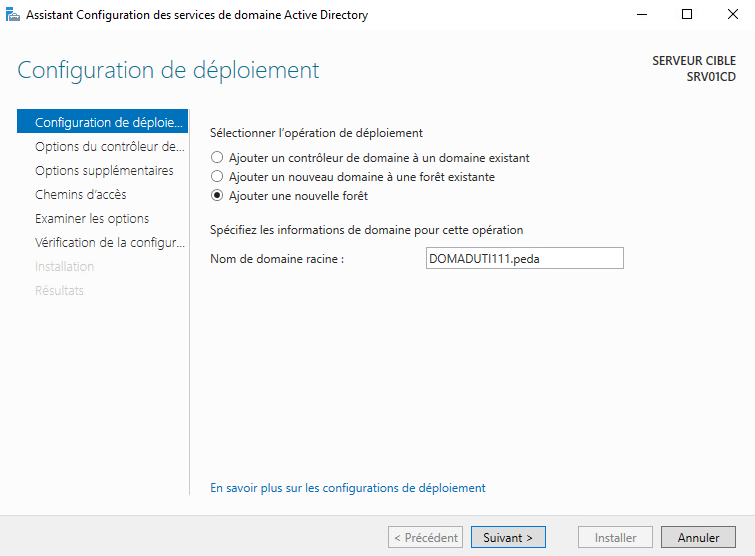 Assistant Configuration des services de domaine Active Directory
Configuration de déploiement
SERVEUR CIBLE
SRV01CD
Configuration de déploie...
Options du contrôleur de...
Options supplémentaires
Chemins d'accès
Examiner les options
Vérification de la configur...
Installation
Résultats
Sélectionner l'opération de déploiement
Ajouter un contrôleur de domaine à un domaine existant
Ajouter un nouveau domaine à une forêt existante
Ajouter une nouvelle forêt
Spécifiez les informations de domaine pour cette opération
Nom de domaine racine : DOMADUTI111.peda
En savoir plus sur les configurations de déploiement
< Précédent Suivant > Installer Annuler